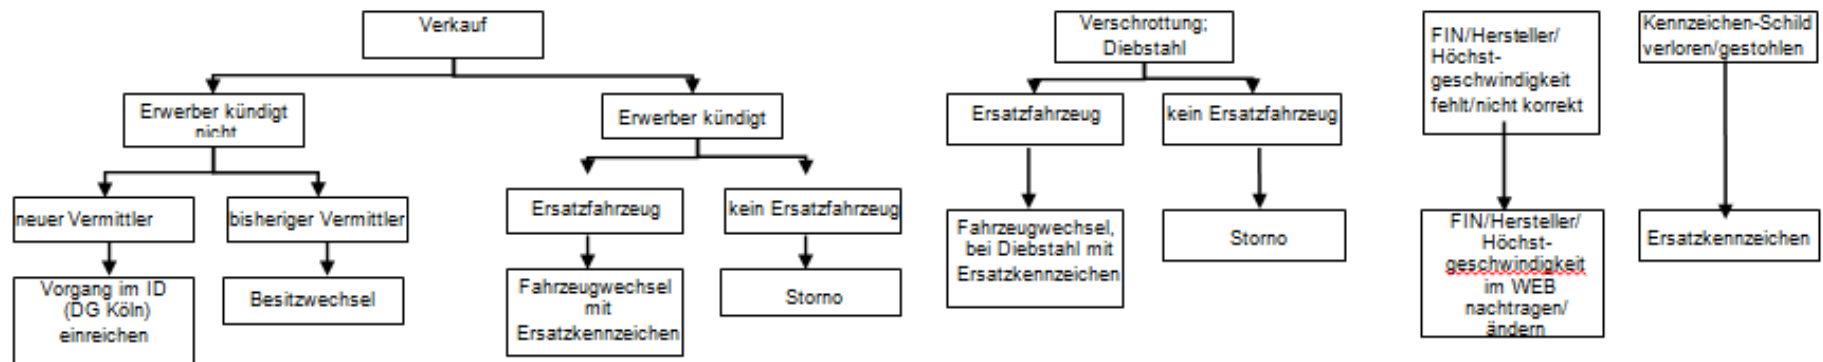 Verkauf
Erwerber kündigt
nicht
Erwerber kündigt
neuer Vermittler
bisheriger Vermittler
Ersatzfahrzeug
kein Ersatzfahrzeug
Vorgang im ID
(DG Köln)
einreichen
Besitzwechsel
Fahrzeugwechsel
mit
Ersatzkennzeichen
Storno
Verschrottung;
Diebstahl
Ersatzfahrzeug
kein Ersatzfahrzeug
Fahrzeugwechsel,
bei Diebstahl mit
Ersatzkennzeichen
Storno
FIN/Hersteller/
Höchst-
geschwindigkeit
fehlt/nicht korrekt
FIN/Hersteller/
Höchst-
geschwindigkeit
im WEB
nachtragen/
ändern
Kennzeichen-Schild
verloren/gestohlen
Ersatzkennzeichen